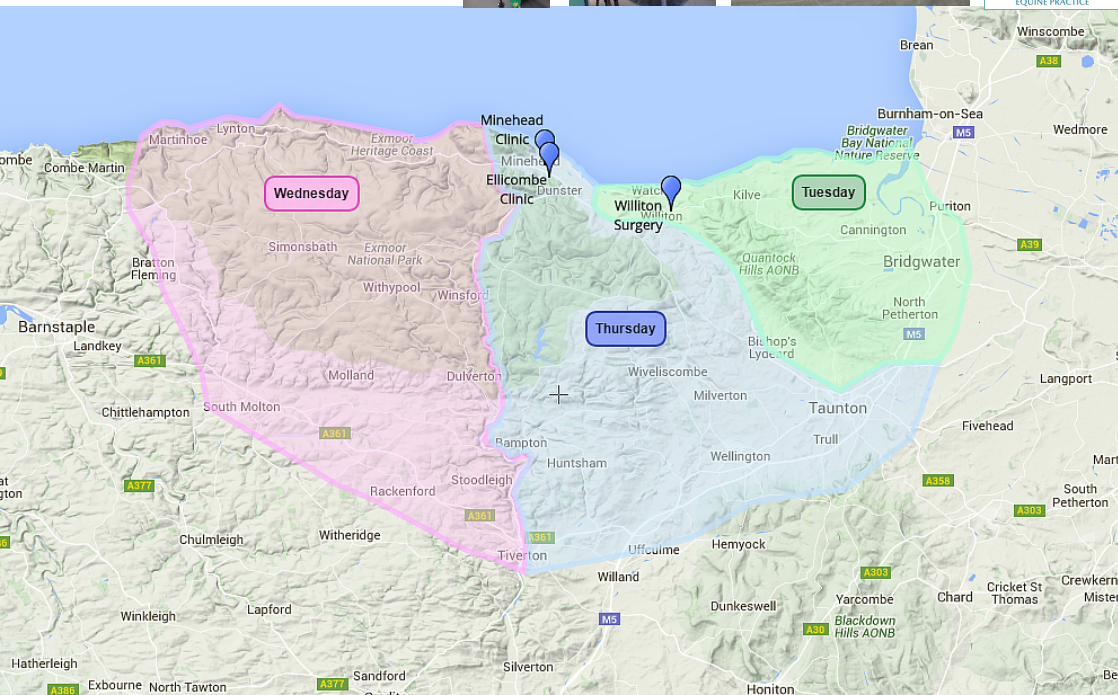 EQUINE PRACTICE
Brean
Winscombe
A38
Burnham-on-Sea
M5
Wedmore
Bridgwater
Bay National
Nature Reserve
Minehead
Clinic
Exmoor
Heritage Coast
Lynton
Martinhoe
ombe
Combe Martin
Ellicombe
Clinic
Dunster
Wednesday
Williton
Surgery
Williton
Kilve
Tuesday
Puriton
Cannington
A39
Simonsbath
Exmoor
National Park
Bratton
Fleming
Withypool
Winsford
Quantock
Hills AONB
Bridgwater
North
Petherton
M5
Barnstaple
Landkey
A361
Thursday
Bishop's
Lydeard
Molland
Dulverton
Wiveliscombe
Milverton
Langport
Chittlehampton
South Molton
A361
Taunton
Trull
Fivehead
Bampton
Huntsham
Wellington
Stoodleigh
Rackenford
A377
A358
South
Petherton
A303
A361
A361
Chulmleigh
Witheridge
Tiverton
Uffculme
Hemyock
Willand
A303
Cricket St
Thomas
Crewkern
Mister
Chard
Yarcombe
Dunkeswell
Blackdown
Hills AONB
A30
M5
Winkleigh
Lapford
Hatherleigh
Silverton
Sandford
A377
A386
Exbourne
North Tawton
Honiton